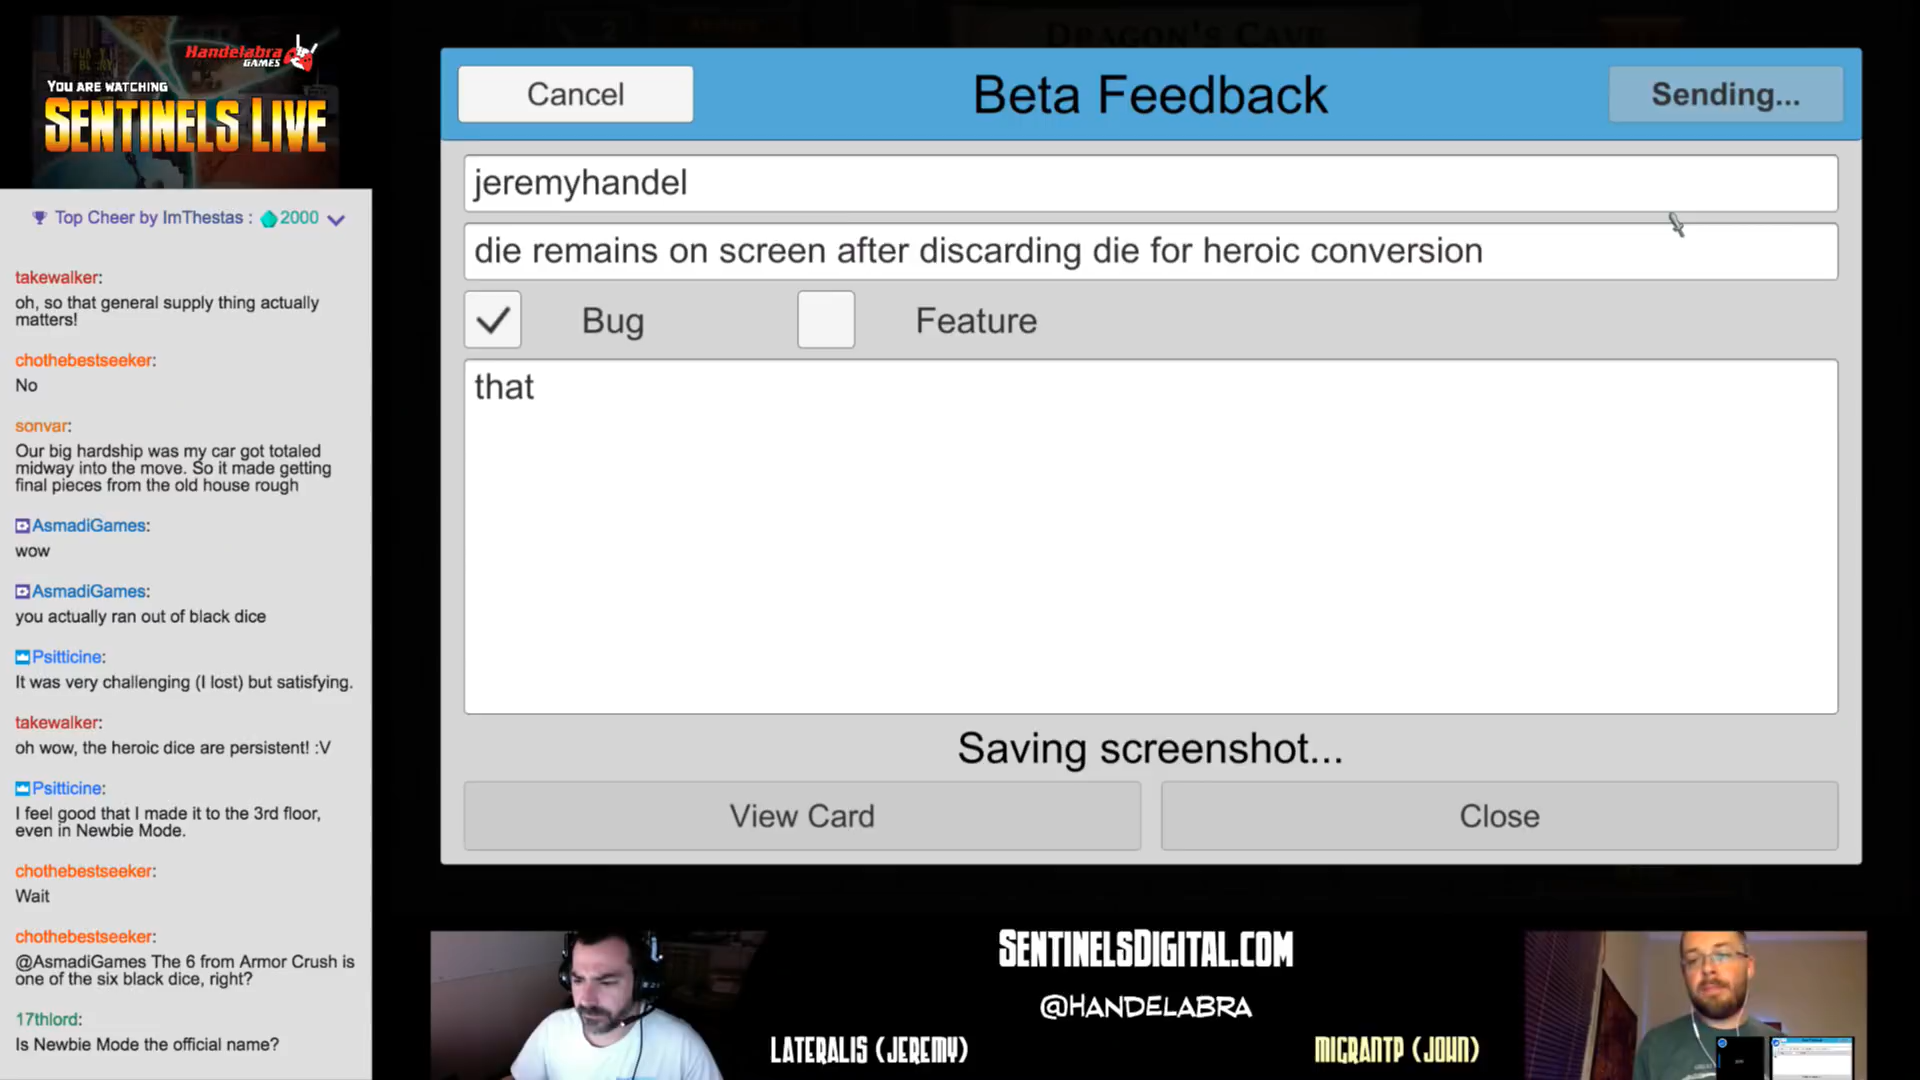 Handelabra
GAMES
YOU ARE WATCHING
SENTINELS LIVE
Top Cheer by ImThestas : 2000
takewalker:
oh, so that general supply thing actually
matters!
chothebestseeker:
No
sonvar:
Our big hardship was my car got totaled
midway into the move. So it made getting
final pieces from the old house rough
AsmadiGames:
wow
AsmadiGames:
you actually ran out of black dice
Psitticine:
It was very challenging (I lost) but satisfying.
takewalker:
oh wow, the heroic dice are persistent! :V
Psitticine:
I feel good that I made it to the 3rd floor,
even in Newbie Mode.
chothebestseeker:
Wait
chothebestseeker:
@AsmadiGames The 6 from Armor Crush is
one of the six black dice, right?
17thlord:
Is Newbie Mode the official name?
DRAGON'S CAVE
Cancel
Beta Feedback
Sending...
jeremyhandel
die remains on screen after discarding die for heroic conversion
Bug
Feature
that
Saving screenshot...
View Card
Close
SENTINELSDIGITAL.COM
@HANDELABRA
LATERALIS (JEREMY)
MIGRANTP (JOHN)